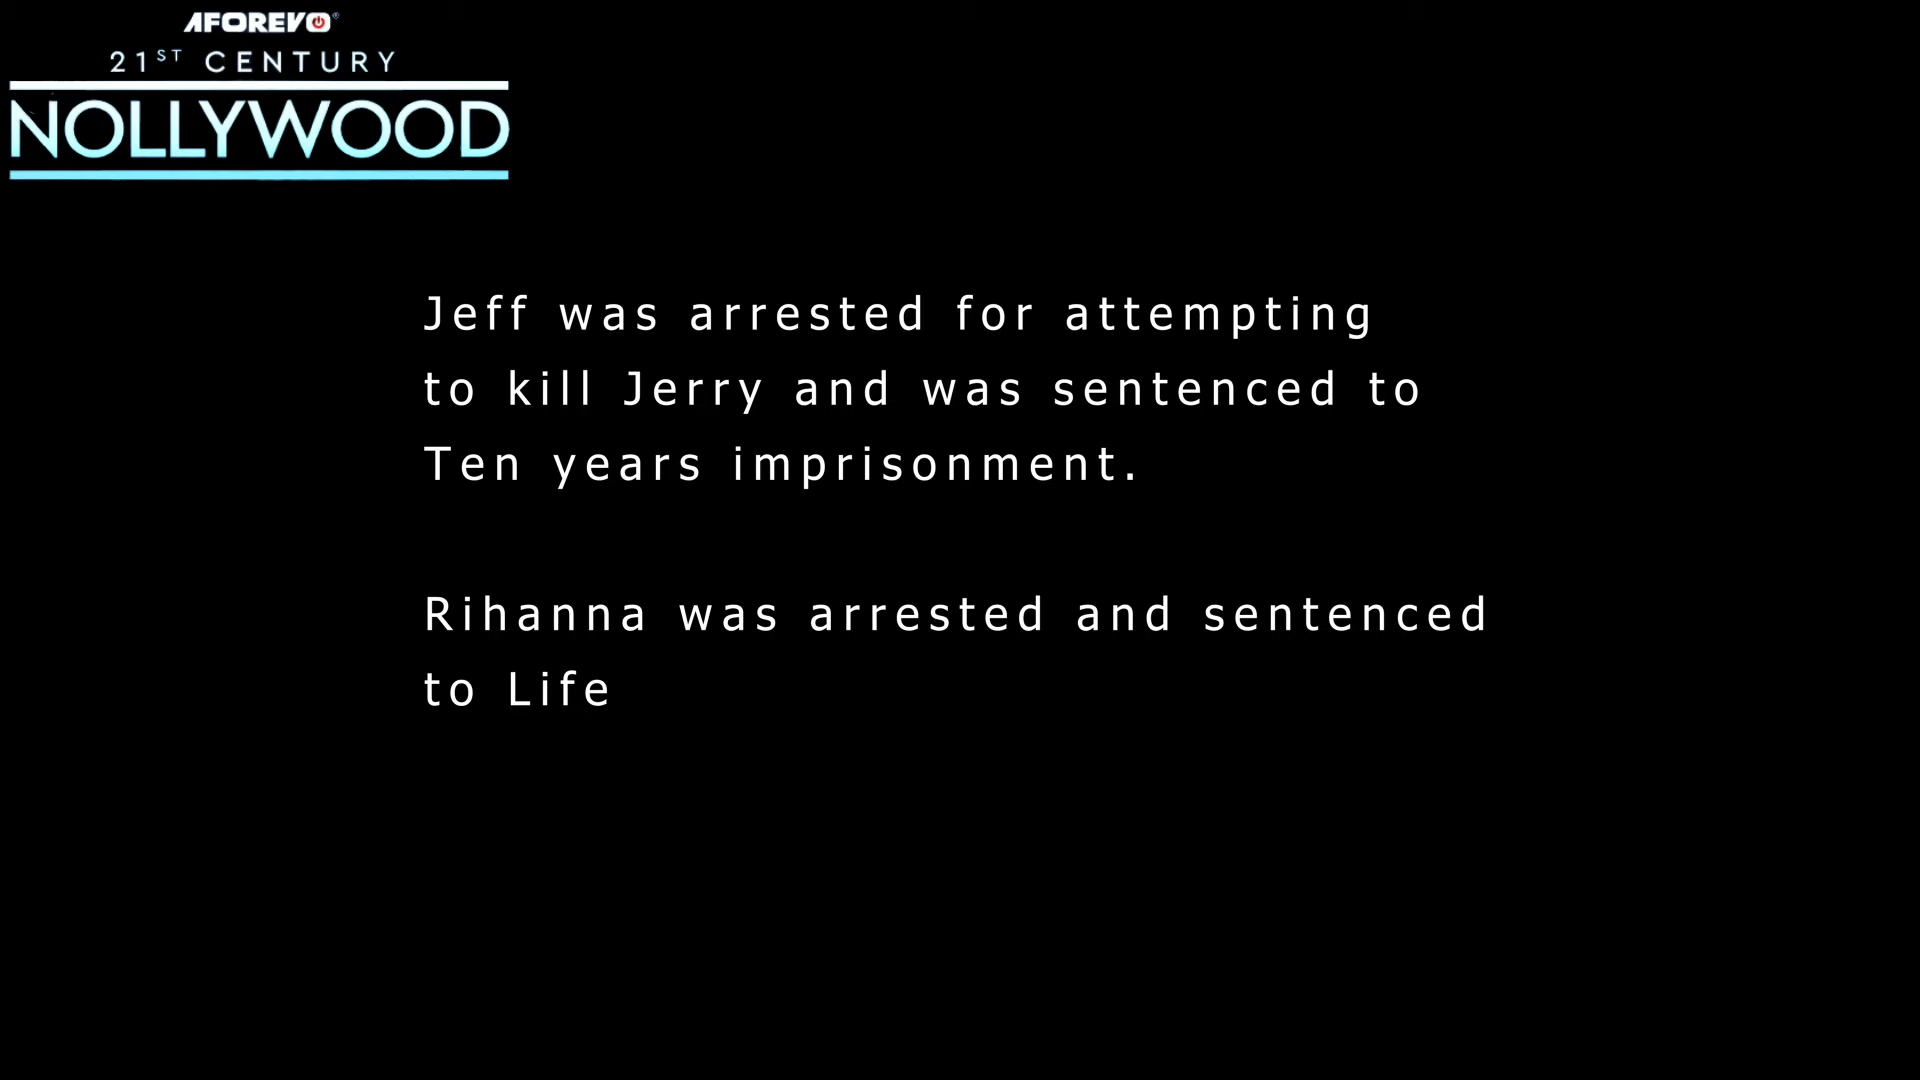 AFOREVO
21ST CENTURY
NOLLYWOOD
Jeff was arrested for attempting
to kill Jerry and was sentenced to
Ten years imprisonment.
Rihanna was arrested and sentenced
to Life